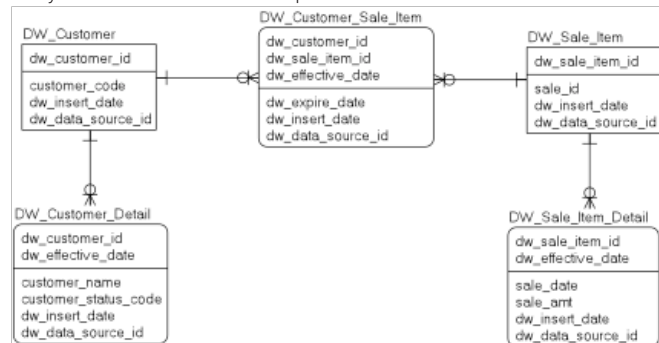 DW_Customer
dw_customer_id
customer_code
dw_insert_date
dw_data_source_id
DW_Customer_Sale_Item
dw_customer_id
dw_sale_item_id
dw_effective_date
dw_expire_date
dw_insert_date
dw_data_source_id
DW_Sale_Item
dw_sale_item_id
sale_id
dw_insert_date
dw_data_source_id
DW_Customer_Detail
dw_customer_id
dw_effective_date
customer_name
customer_status_code
dw_insert_date
dw_data_source_id
DW_Sale_Item_Detail
dw_sale_item_id
dw_effective_date
sale_date
sale_amt
dw_insert_date
dw_data_source_id